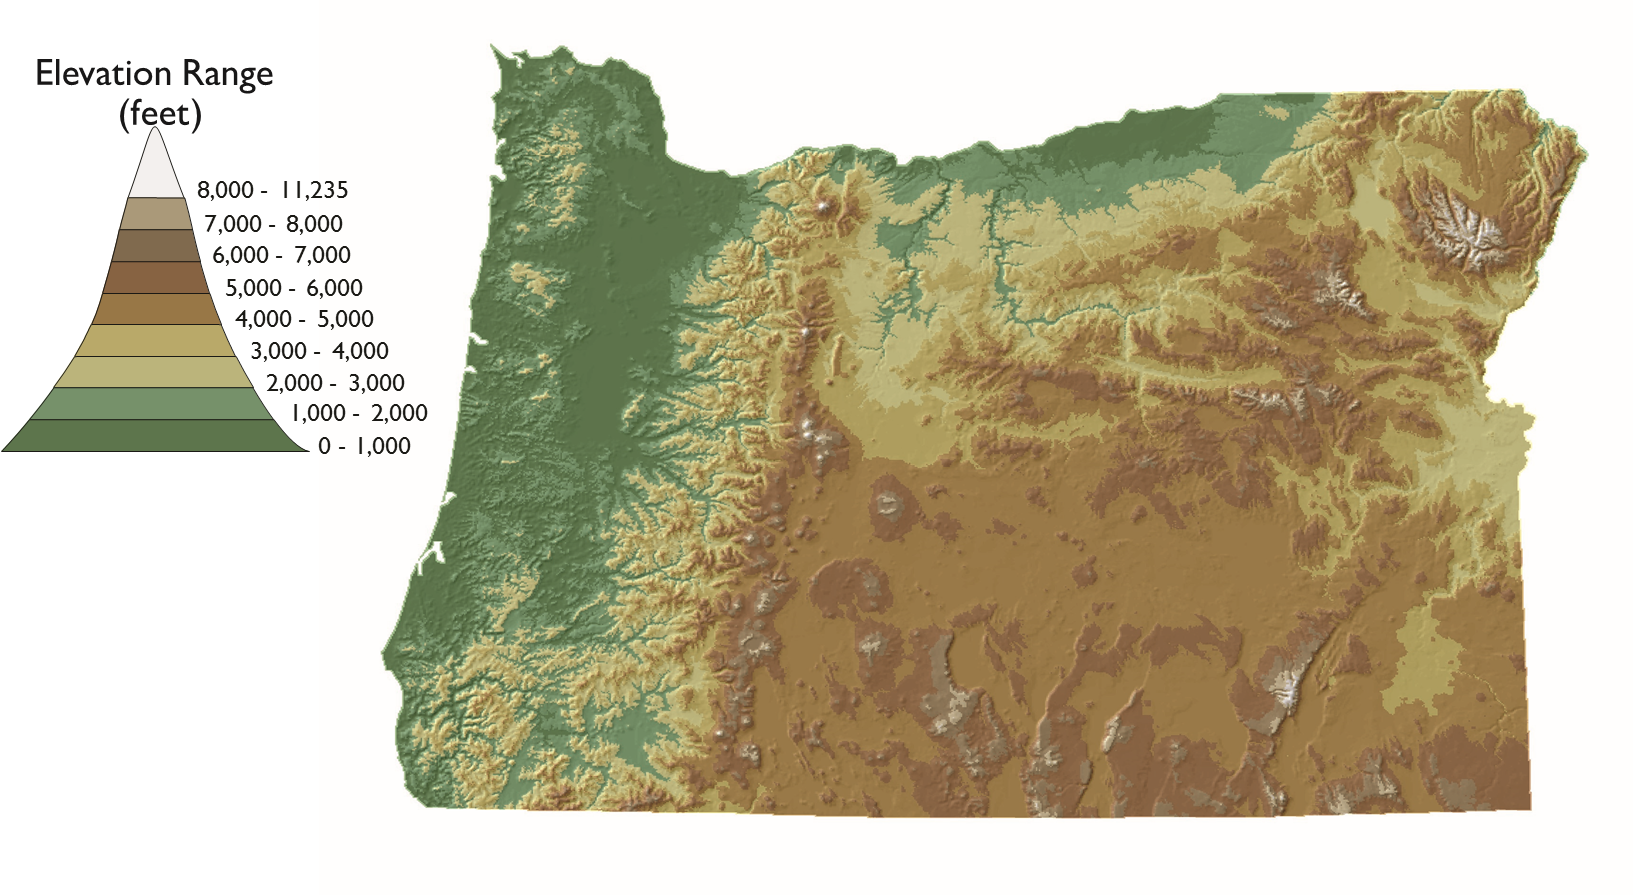 Elevation Range
(feet)
8,000 - 11,235
7,000 - 8,000
6,000 - 7,000
5,000 - 6,000
4,000 - 5,000
3,000 - 4,000
2,000 - 3,000
1,000 - 2,000
0 - 1,000